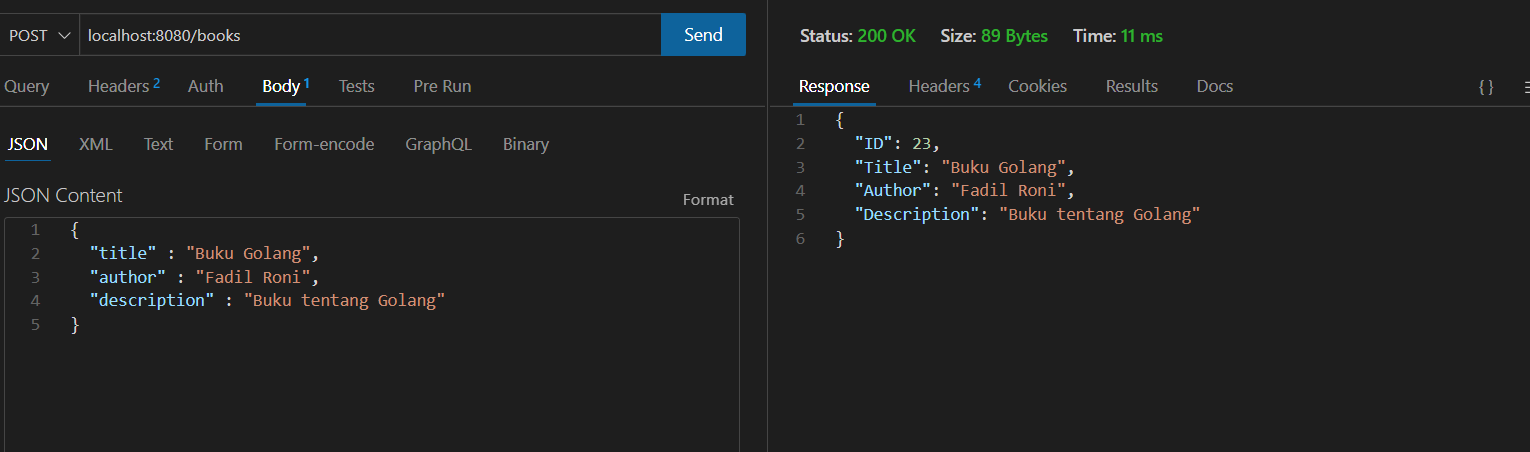 POST localhost:8080/books Send
Query Headers 2 Auth Body 1 Tests Pre Run
JSON XML Text Form Form-encode GraphQL Binary
JSON Content Format
1 {
2 "title" : "Buku Golang",
3 "author" : "Fadil Roni",
4 "description" : "Buku tentang Golang"
5 }
Status: 200 OK Size: 89 Bytes Time: 11 ms
Response Headers 4 Cookies Results Docs {}
1 {
2 "ID": 23,
3 "Title": "Buku Golang",
4 "Author": "Fadil Roni",
5 "Description": "Buku tentang Golang"
6 }